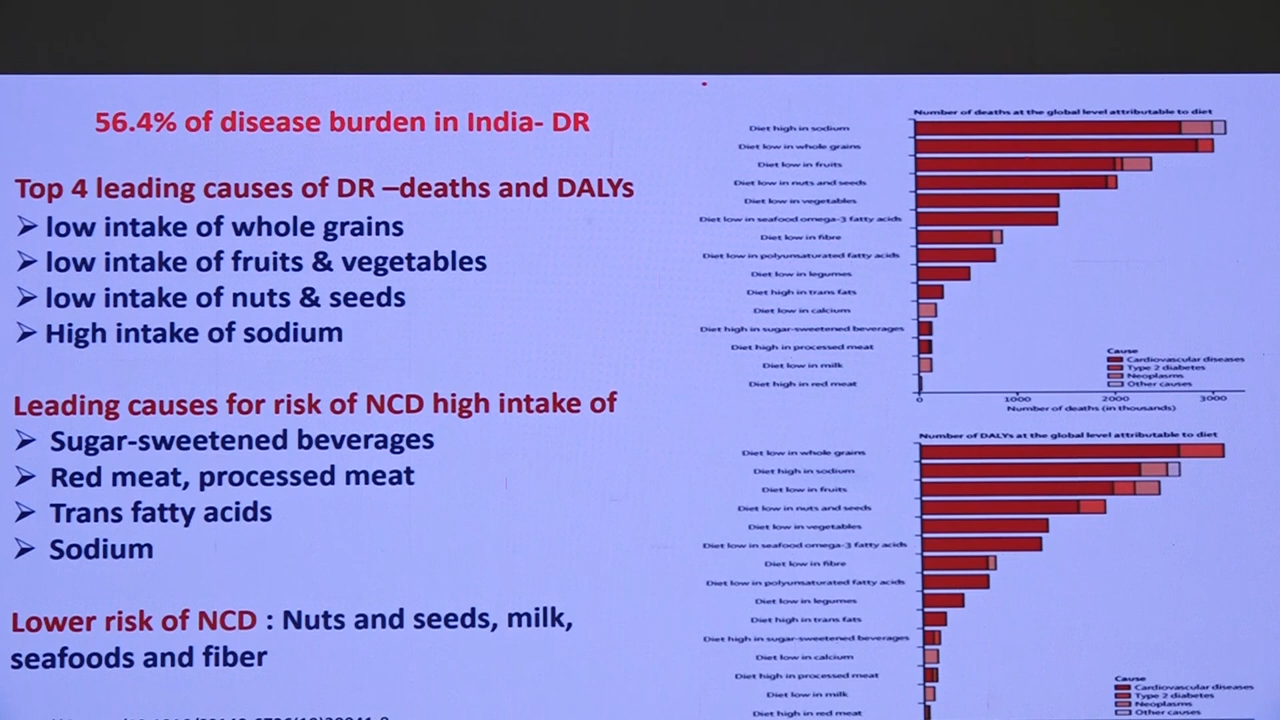 56.4% of disease burden in India- DR
Top 4 leading causes of DR –deaths and DALYs
➢ low intake of whole grains
➢ low intake of fruits & vegetables
➢ low intake of nuts & seeds
➢ High intake of sodium
Leading causes for risk of NCD high intake of
➢ Sugar-sweetened beverages
➢ Red meat, processed meat
➢ Trans fatty acids
➢ Sodium
Lower risk of NCD : Nuts and seeds, milk,
seafoods and fiber
Number of deaths at the global level attributable to diet
Diet high in sodium
Diet low in whole grains
Diet low in fruits
Diet low in nuts and seeds
Diet low in vegetables
Diet low in seafood omega-3 fatty acids
Diet low in fibre
Diet low in polyunsaturated fatty acids
Diet low in legumes
Diet high in trans fats
Diet low in calcium
Diet high in sugar-sweetened beverages
Diet high in processed meat
Diet low in milk
Diet high in red meat
Cause
Cardiovascular diseases
Type 2 diabetes
Neoplasms
Other causes
0 1000 2000 3000
Number of deaths (in thousands)
Number of DALYs at the global level attributable to diet
Diet low in whole grains
Diet high in sodium
Diet low in fruits
Diet low in nuts and seeds
Diet low in vegetables
Diet low in seafood omega-3 fatty acids
Diet low in fibre
Diet low in polyunsaturated fatty acids
Diet low in legumes
Diet high in trans fats
Diet high in sugar-sweetened beverages
Diet low in calcium
Diet high in processed meat
Diet low in milk
Diet high in red meat
Cause
Cardiovascular diseases
Type 2 diabetes
Neoplasms
Other causes